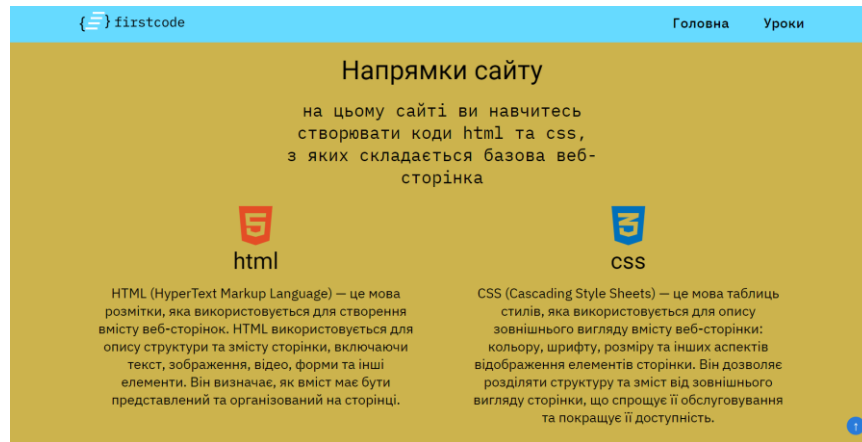 { } firstcode
Головна Уроки
Напрямки сайту
на цьому сайті ви навчитесь
створювати коди html та css,
з яких складається базова веб-
сторінка
5
html
HTML (HyperText Markup Language) — це мова
розмітки, яка використовується для створення
вмісту веб-сторінок. HTML використовується для
опису структури та змісту сторінки, включаючи
текст, зображення, відео, форми та інші
елементи. Він визначає, як вміст має бути
представлений та організований на сторінці.
3
css
CSS (Cascading Style Sheets) — це мова таблиць
стилів, яка використовується для опису
зовнішнього вигляду вмісту веб-сторінки:
кольору, шрифту, розміру та інших аспектів
відображення елементів сторінки. Він дозволяє
розділяти структуру та зміст від зовнішнього
вигляду сторінки, що спрощує її обслуговування
та покращує її доступність.
↑